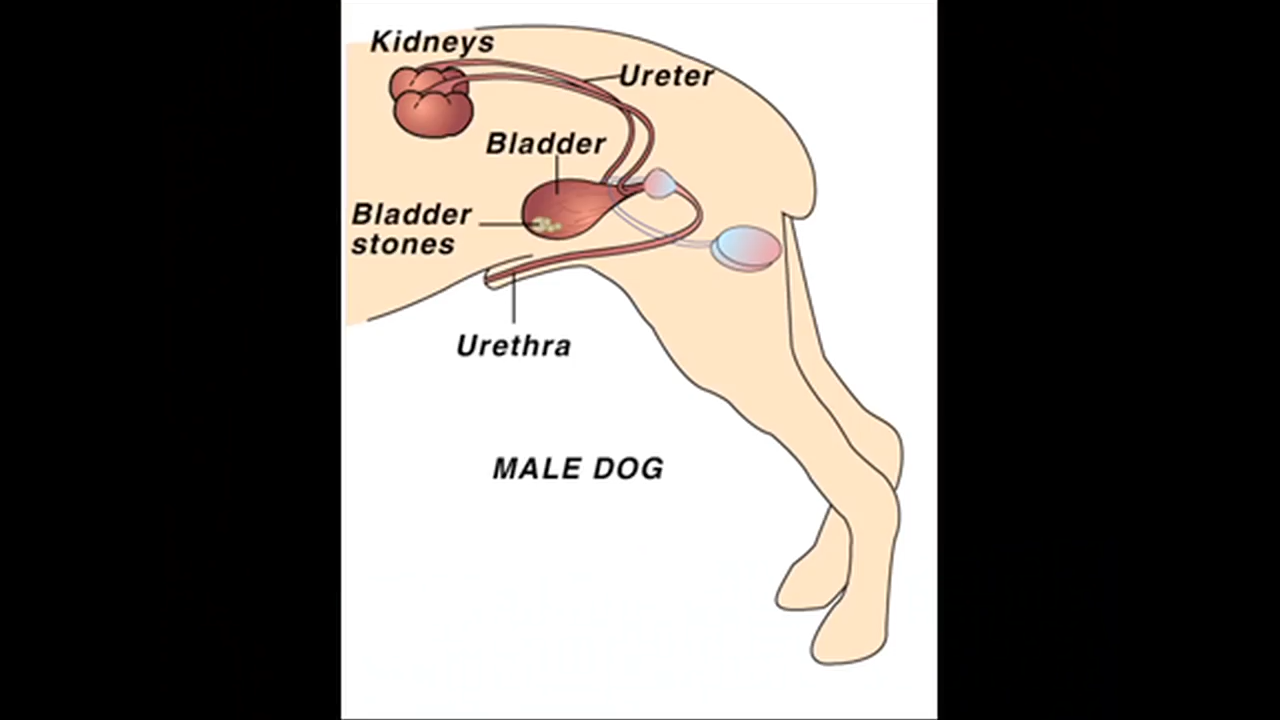 Kidneys
Ureter
Bladder
Bladder
stones
Urethra
MALE DOG